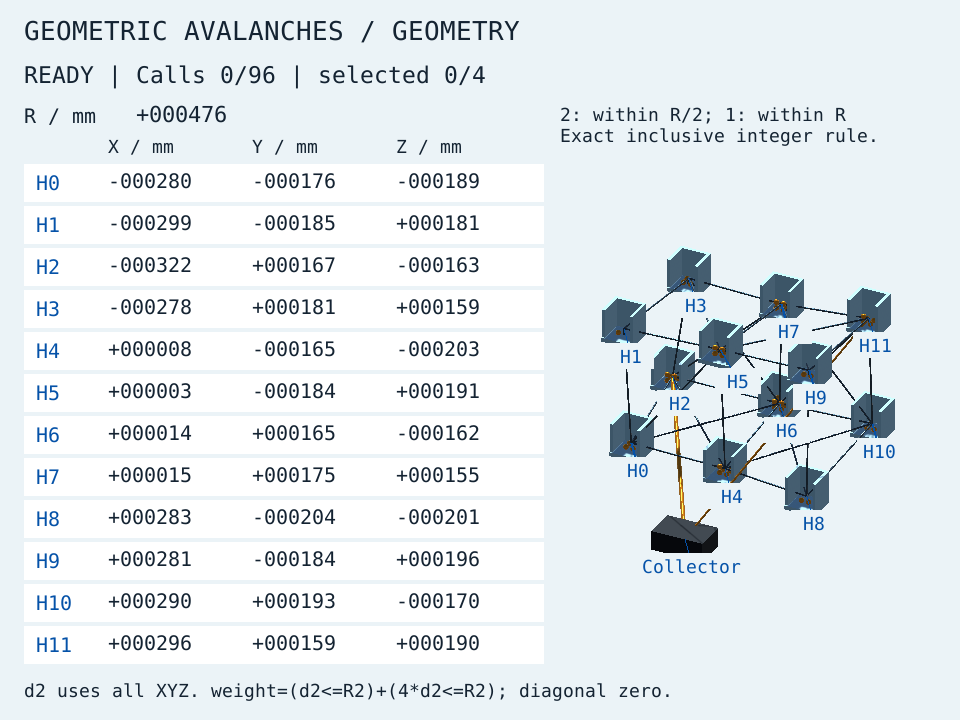 GEOMETRIC AVALANCHES / GEOMETRY
READY | Calls 0/96 | selected 0/4
R / mm +000476
2: within R/2; 1: within R
Exact inclusive integer rule.
X / mm Y / mm Z / mm
H0 -000280 -000176 -000189
H1 -000299 -000185 +000181
H2 -000322 +000167 -000163
H3 -000278 +000181 +000159
H4 +000008 -000165 -000203
H5 +000003 -000184 +000191
H6 +000014 +000165 -000162
H7 +000015 +000175 +000155
H8 +000283 -000204 -000201
H9 +000281 -000184 +000196
H10 +000290 +000193 -000170
H11 +000296 +000159 +000190
H3
H7
H11
H1
H5
H9
H2
H6
H10
H0
H4
H8
Collector
d2 uses all XYZ. weight=(d2<=R2)+(4*d2<=R2); diagonal zero.